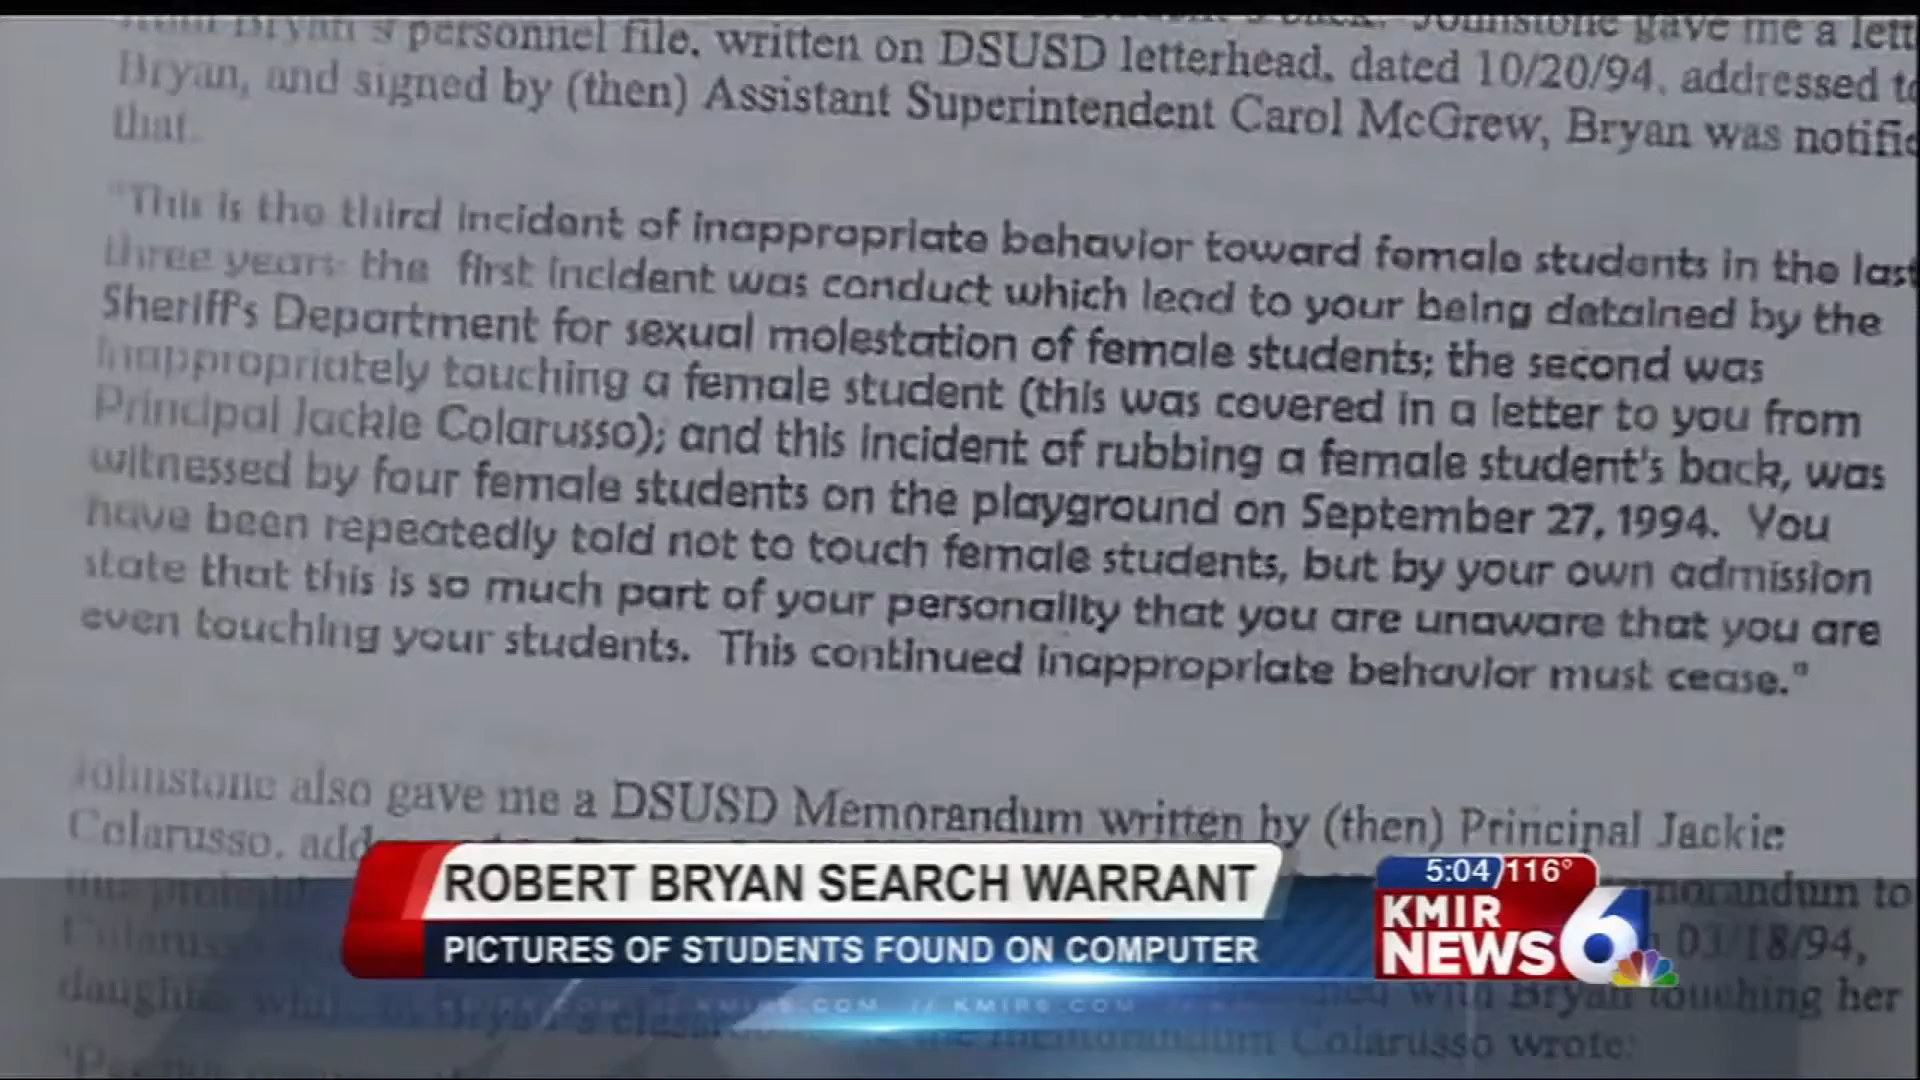 Bryan's personnel file, written on DSUSD letterhead, dated 10/20/94, addressed to
Bryan, and signed by (then) Assistant Superintendent Carol McGrew, Bryan was
that.
"This is the third incident of inappropriate behavior toward female students in the last
three years: the first incident was conduct which lead to your being detained by the
Sheriff's Department for sexual molestation of female students; the second was
inappropriately touching a female student (this was covered in a letter to you from
Principal Jackie Colarusso); and this incident of rubbing a female student's back, was
witnessed by four female students on the playground on September 27, 1994. You
have been repeatedly told not to touch female students, but by your own admission
state that this is so much part of your personality that you are unaware that you are
even touching your students. This continued inappropriate behavior must cease."
Johnstone also gave me a DSUSD Memorandum written by (then) Principal Jackie
Colarusso,
ROBERT BRYAN SEARCH WARRANT
PICTURES OF STUDENTS FOUND ON COMPUTER
5:04 116°
KMIR
NEWS 6
memorandum to
03/18/94,
with Bryan touching her
memorandum Colarusso wrote:
KMIR6.COM